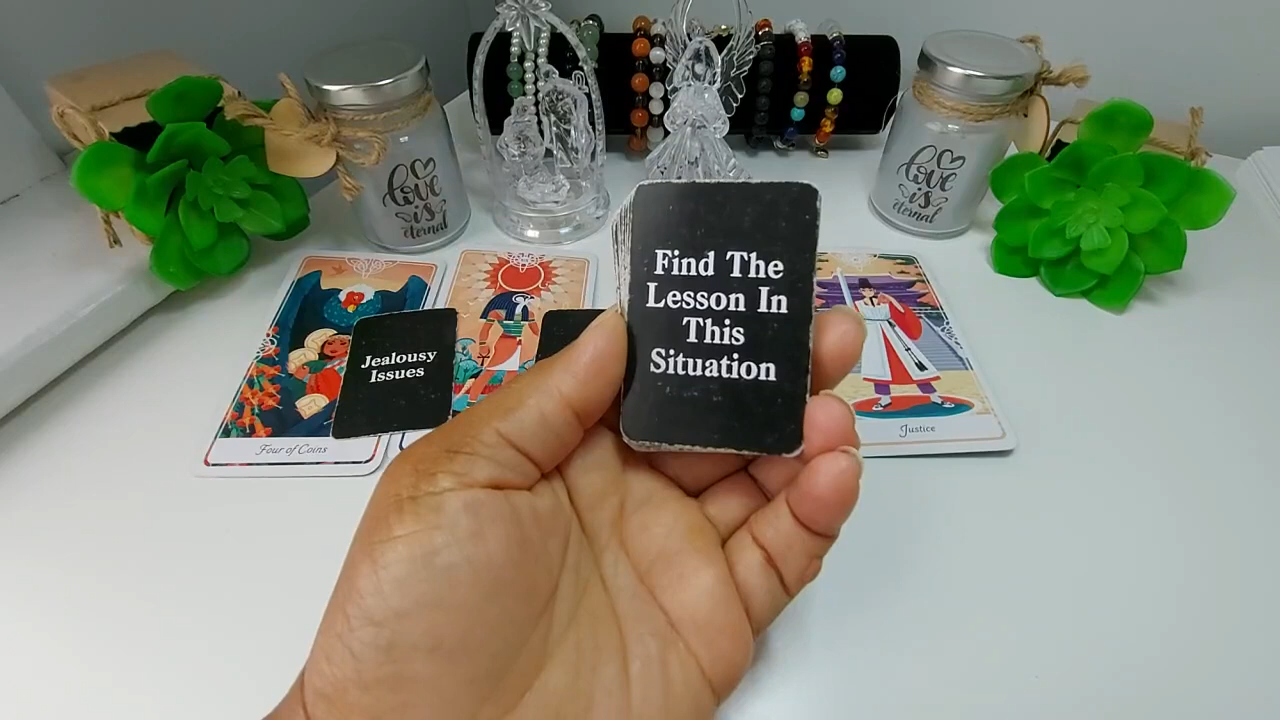 love
is
eternal
love
is
eternal
Find The
Lesson In
This
Situation
Jealousy
Issues
Four of Coins
Justice